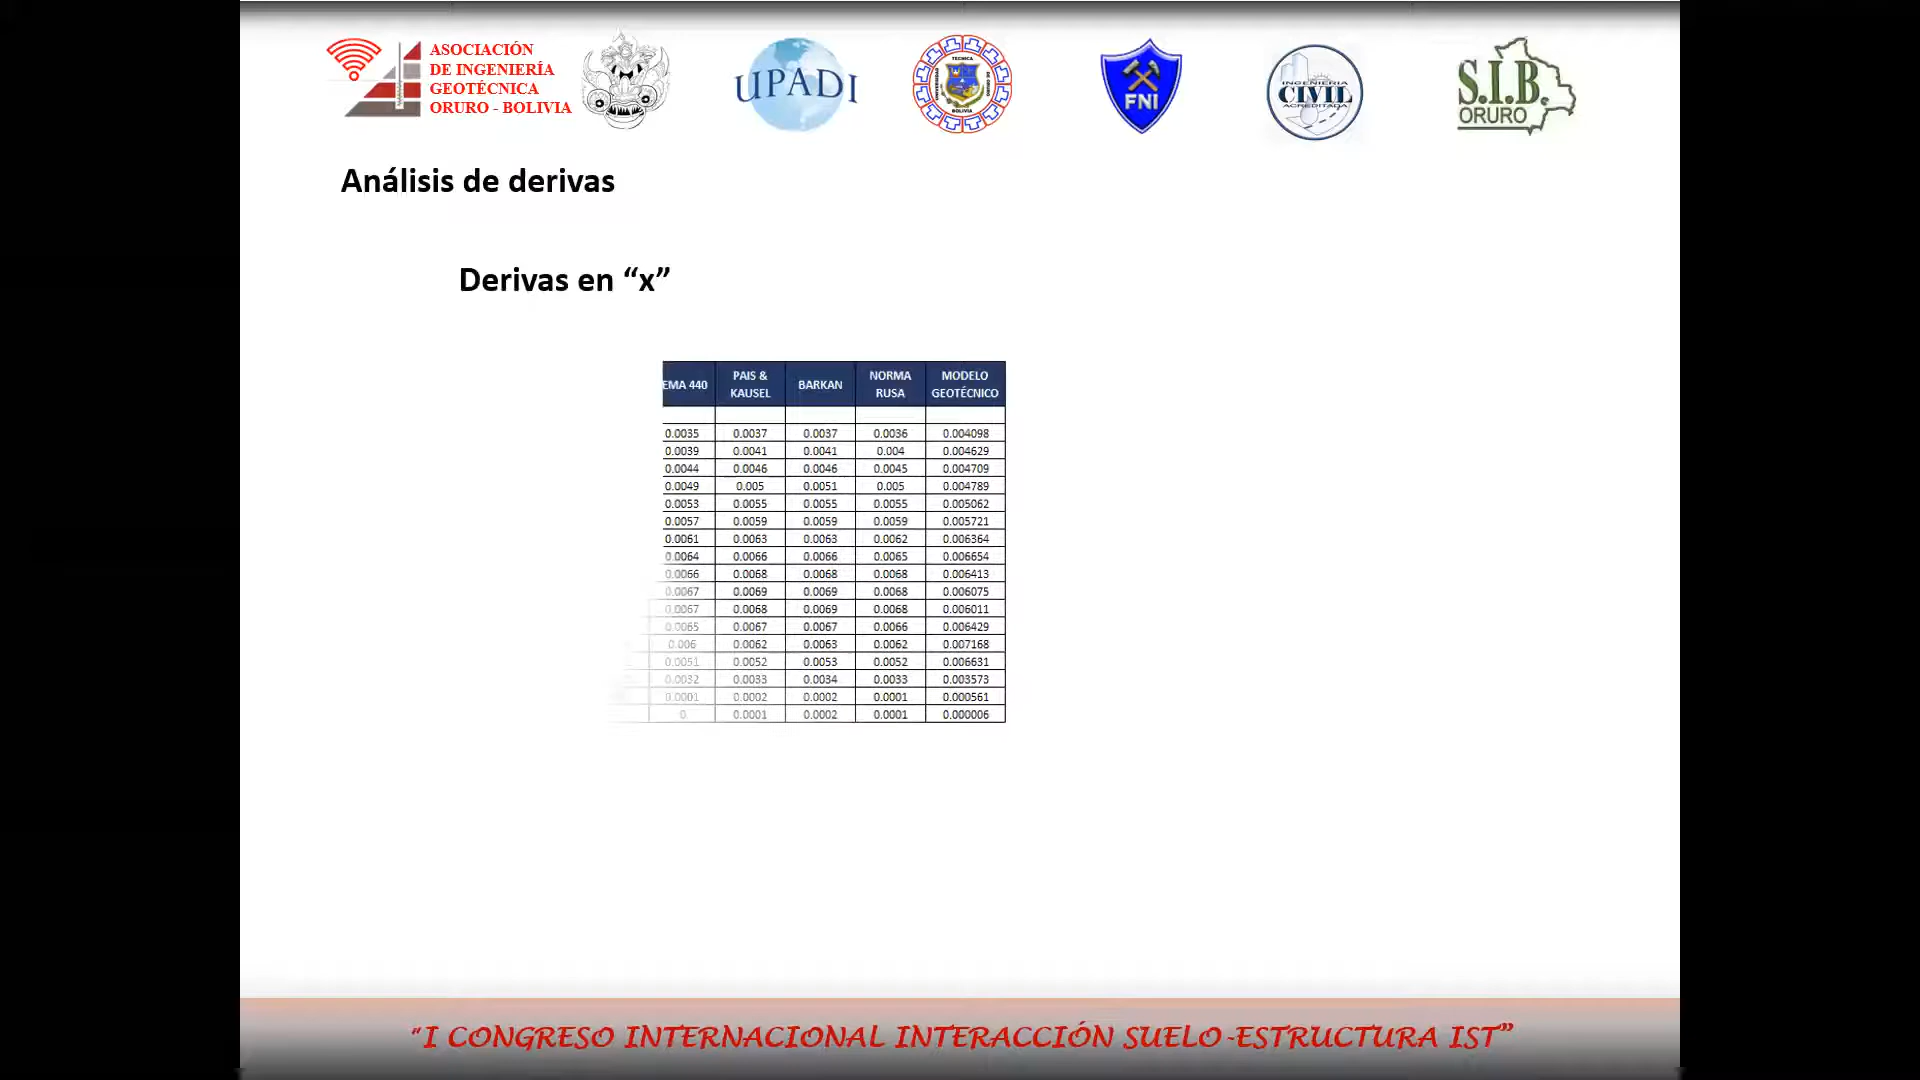 ASOCIACIÓN
DE INGENIERÍA
GEOTÉCNICA
ORURO - BOLIVIA
UPADI
FNI
INGENIERIA
CIVIL
ACREDITADA
S.I.B.
ORURO
Análisis de derivas
Derivas en “x”
EMA 440 PAIS & KAUSEL BARKAN NORMA RUSA MODELO GEOTÉCNICO
0.0035 0.0037 0.0037 0.0036 0.004098
0.0039 0.0041 0.0041 0.004 0.004629
0.0044 0.0046 0.0046 0.0045 0.004709
0.0049 0.005 0.0051 0.005 0.004789
0.0053 0.0055 0.0055 0.0055 0.005062
0.0057 0.0059 0.0059 0.0059 0.005721
0.0061 0.0063 0.0063 0.0062 0.006364
0.0064 0.0066 0.0066 0.0065 0.006654
0.0066 0.0068 0.0068 0.0068 0.006413
0.0067 0.0069 0.0069 0.0068 0.006075
0.0067 0.0068 0.0069 0.0068 0.006011
0.0065 0.0067 0.0067 0.0066 0.006429
0.006 0.0062 0.0063 0.0062 0.007168
0.0051 0.0052 0.0053 0.0052 0.006631
0.0032 0.0033 0.0034 0.0033 0.003573
0.0001 0.0002 0.0002 0.0001 0.000561
0. 0.0001 0.0002 0.0001 0.000006
“I CONGRESO INTERNACIONAL INTERACCIÓN SUELO-ESTRUCTURA IST”